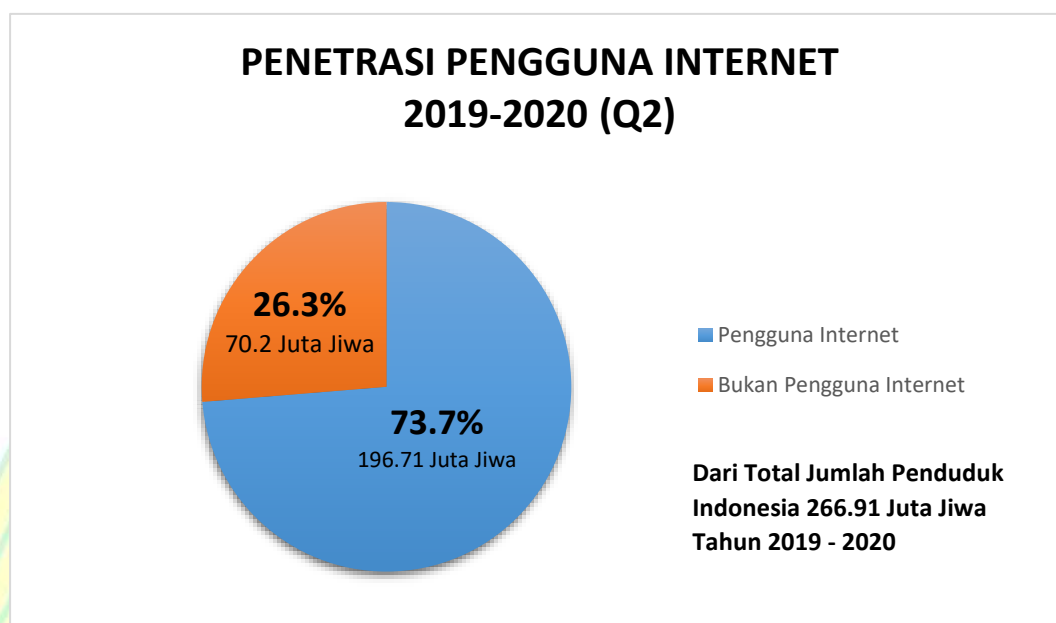 PENETRASI PENGGUNA INTERNET
2019-2020 (Q2)
26.3%
70.2 Juta Jiwa
73.7%
196.71 Juta Jiwa
Pengguna Internet
Bukan Pengguna Internet
Dari Total Jumlah Penduduk
Indonesia 266.91 Juta Jiwa
Tahun 2019 - 2020